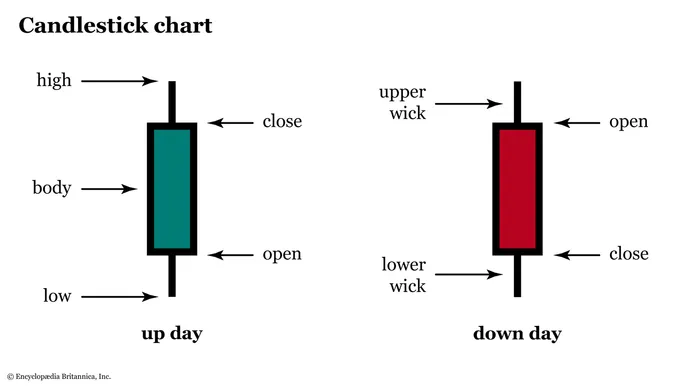 Candlestick chart
high
close
body
open
low
up day
upper
wick
open
lower
wick
close
down day
© Encyclopædia Britannica, Inc.